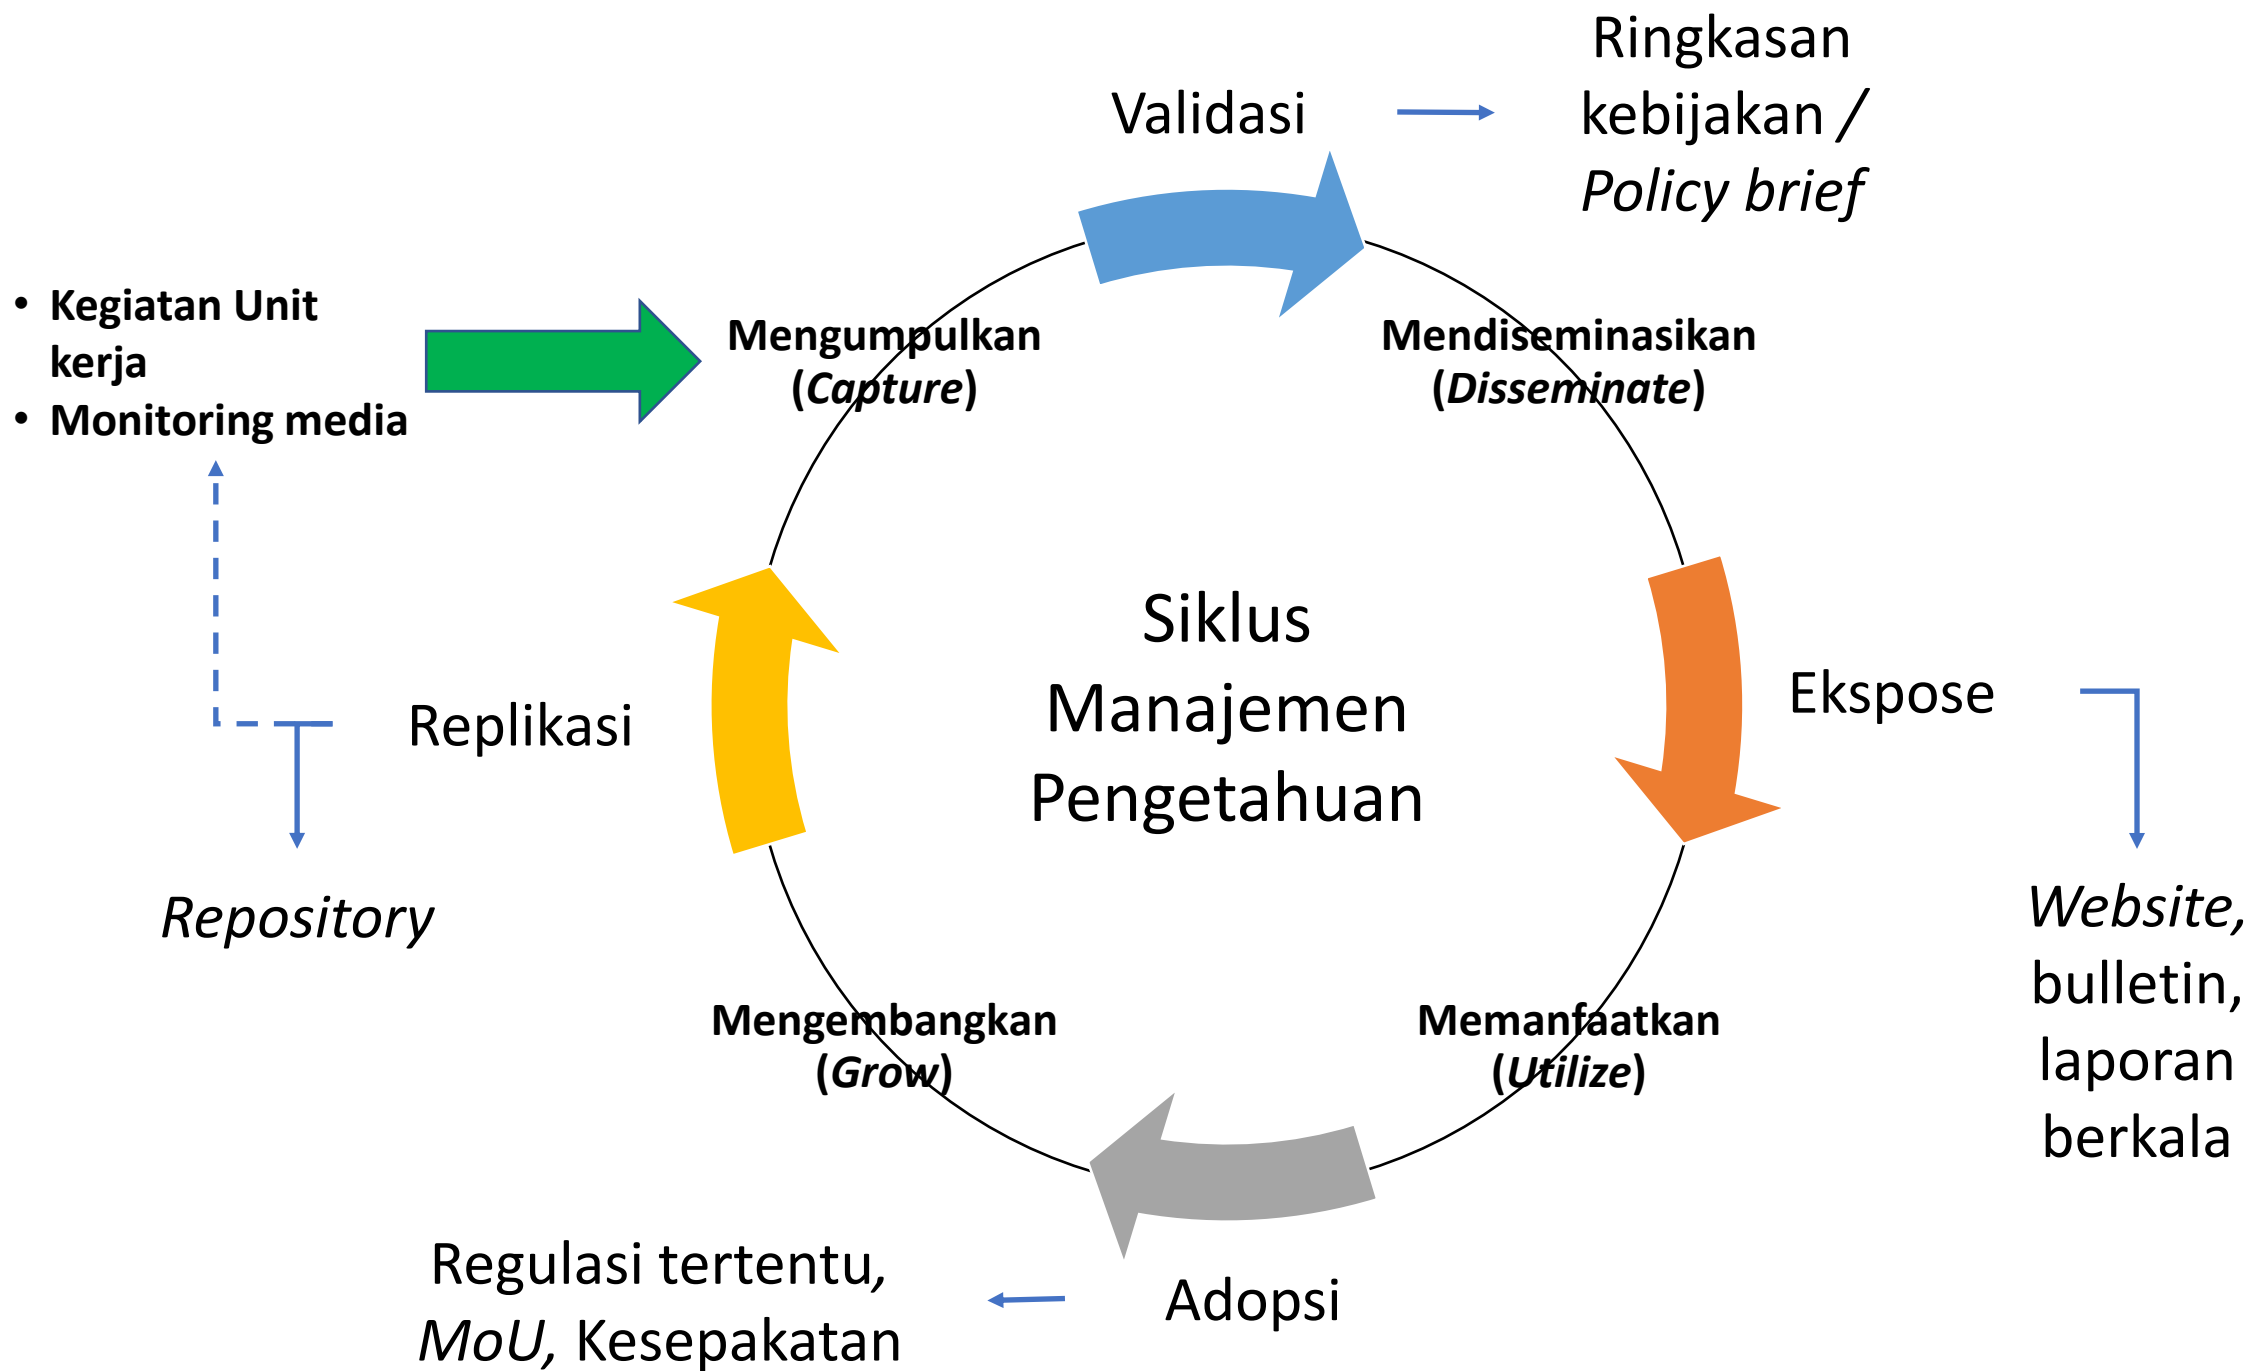 Ringkasan
kebijakan /
Policy brief
Validasi
• Kegiatan Unit
kerja
• Monitoring media
Mengumpulkan
(Capture)
Mendiseminasikan
(Disseminate)
Siklus
Manajemen
Pengetahuan
Ekspose
Replikasi
Repository
Website,
bulletin,
laporan
berkala
Mengembangkan
(Grow)
Memanfaatkan
(Utilize)
Regulasi tertentu,
MoU, Kesepakatan
Adopsi